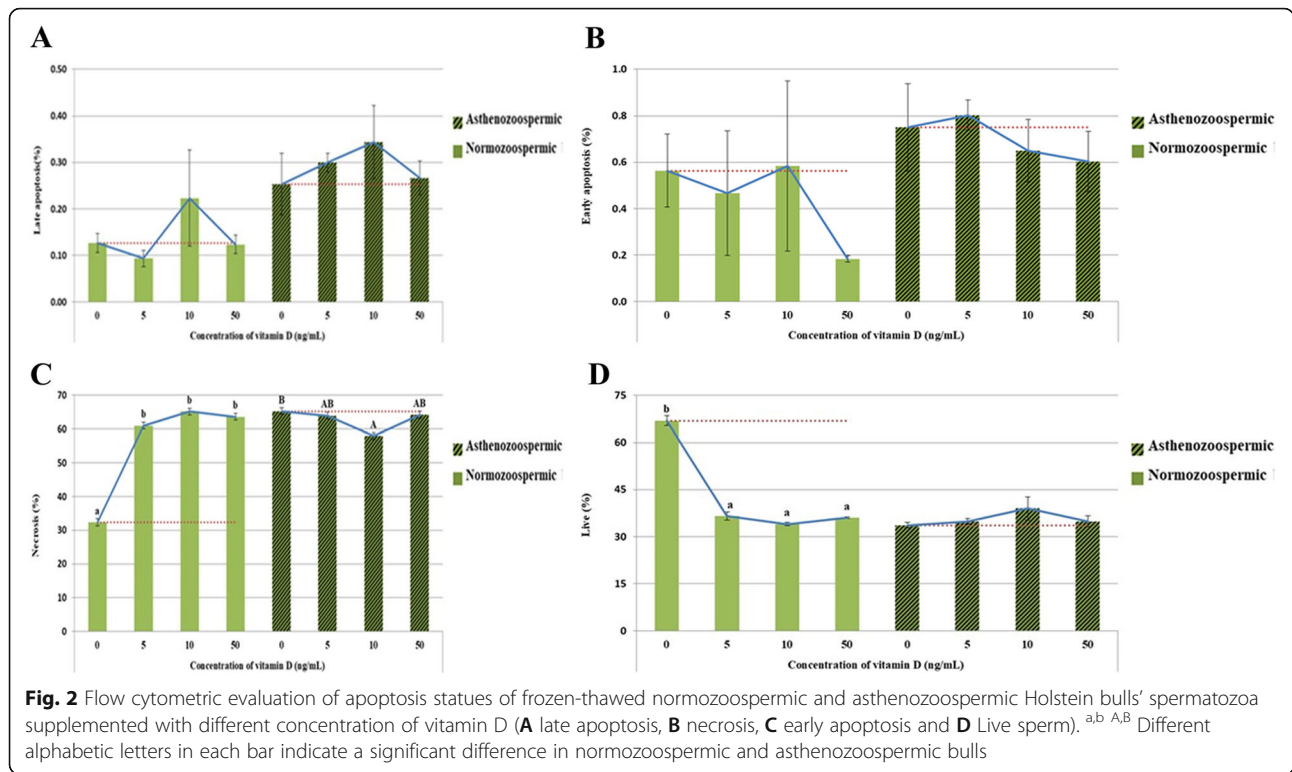 A
Late apoptosis(%)
0.50
0.40
0.30
0.20
0.10
0.00
0 5 10 50 0 5 10 50
Concentration of vitamin D (ng/mL)
Asthenozoospermic
Normozoospermic
B
Early apoptosis(%)
1.0
0.8
0.6
0.4
0.2
0.0
0 5 10 50 0 5 10 50
Concentration of vitamin D (ng/mL)
Asthenozoospermic
Normozoospermic
C
Necrosis(%)
70
60
50
40
30
20
10
0
a b b b B AB A AB
0 5 10 50 0 5 10 50
Concentration of vitamin D (ng/mL)
Asthenozoospermic
Normozoospermic
D
Live (%)
75
60
45
30
15
0
b a a a
0 5 10 50 0 5 10 50
Concentration of vitamin D (ng/mL)
Asthenozoospermic
Normozoospermic
Fig. 2 Flow cytometric evaluation of apoptosis statues of frozen-thawed normozoospermic and asthenozoospermic Holstein bulls' spermatozoa
supplemented with different concentration of vitamin D (A late apoptosis, B necrosis, C early apoptosis and D Live sperm). a,b A,B Different
alphabetic letters in each bar indicate a significant difference in normozoospermic and asthenozoospermic bulls